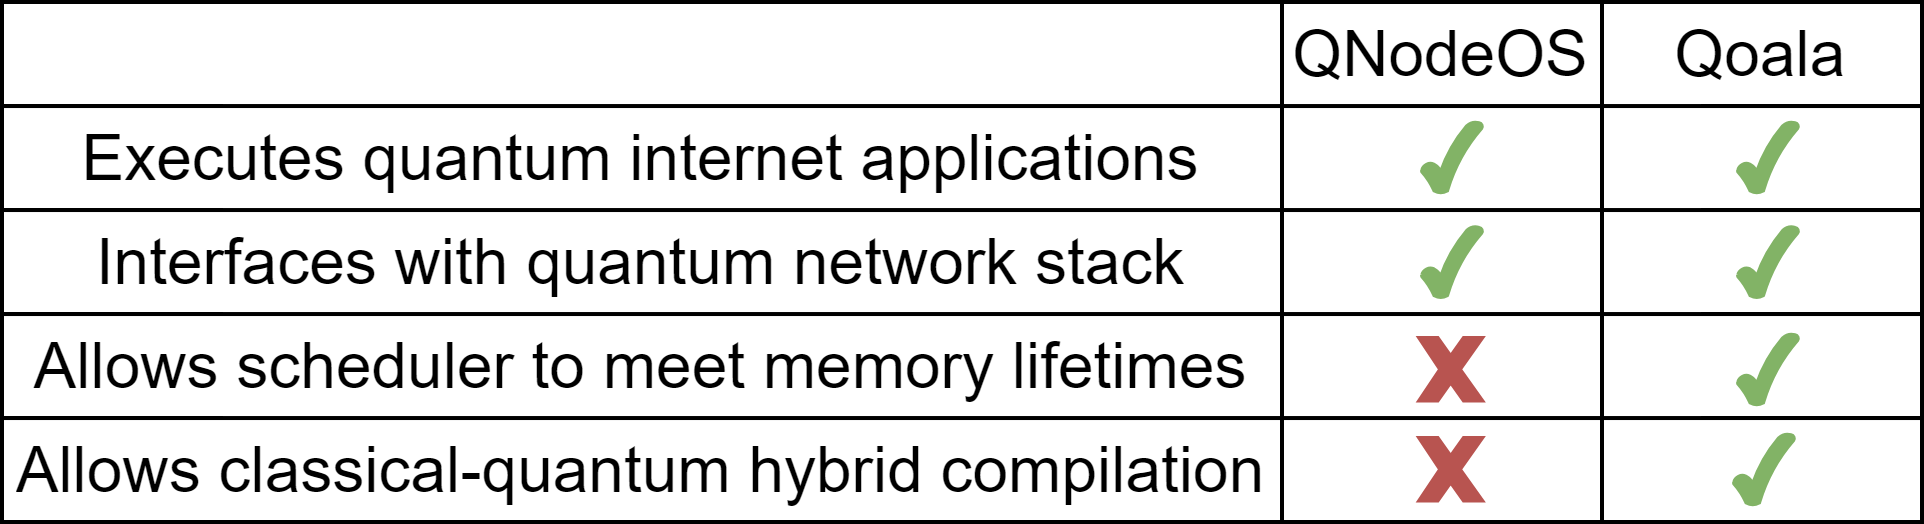 QNodeOS Qoala
Executes quantum internet applications
Interfaces with quantum network stack
Allows scheduler to meet memory lifetimes
Allows classical-quantum hybrid compilation